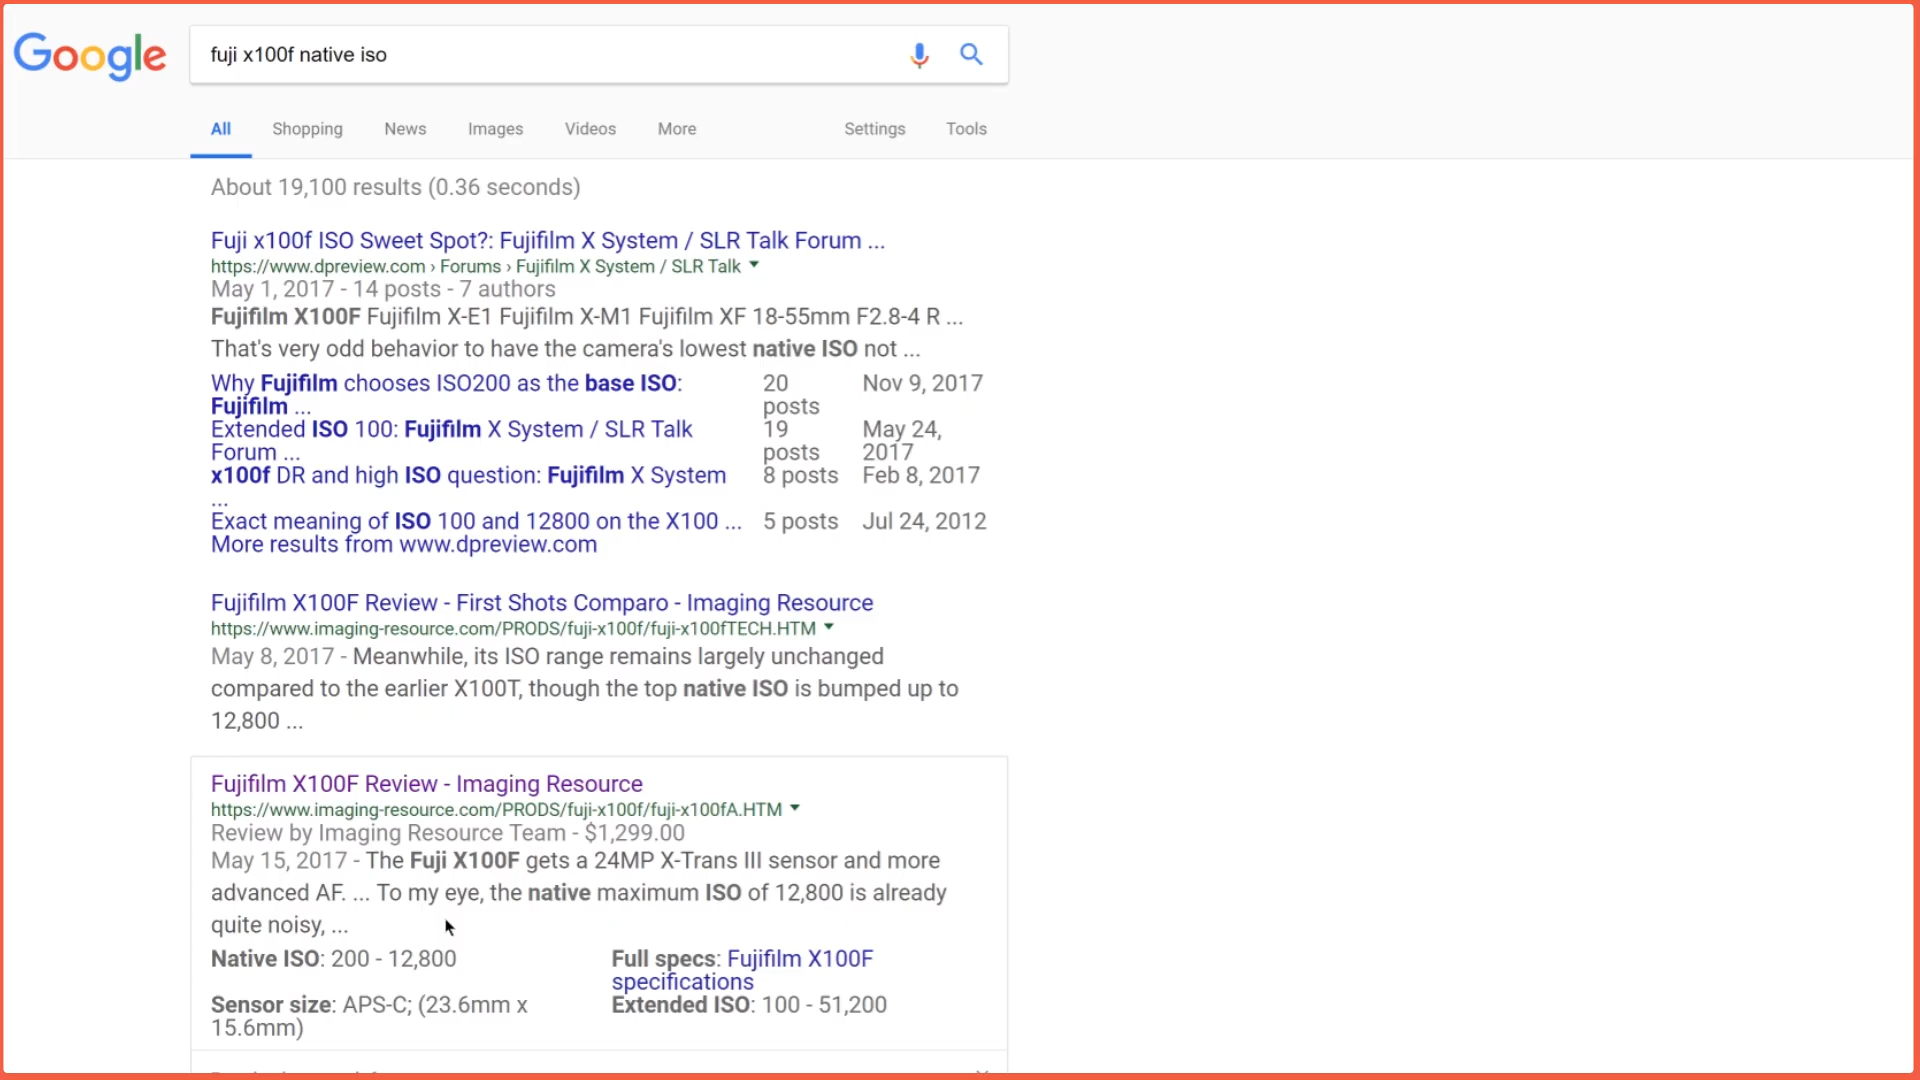 Google
fuji x100f native iso
All Shopping News Images Videos More Settings Tools
About 19,100 results (0.36 seconds)
Fuji x100f ISO Sweet Spot?: Fujifilm X System / SLR Talk Forum ...
https://www.dpreview.com › Forums › Fujifilm X System / SLR Talk
May 1, 2017 - 14 posts - 7 authors
Fujifilm X100F Fujifilm X-E1 Fujifilm X-M1 Fujifilm XF 18-55mm F2.8-4 R ...
That's very odd behavior to have the camera's lowest native ISO not ...
Why Fujifilm chooses ISO200 as the base ISO: 20 Nov 9, 2017
Fujifilm ... posts
Extended ISO 100: Fujifilm X System / SLR Talk 19 May 24,
Forum ... posts 2017
x100f DR and high ISO question: Fujifilm X System 8 posts Feb 8, 2017
...
Exact meaning of ISO 100 and 12800 on the X100 ... 5 posts Jul 24, 2012
More results from www.dpreview.com
Fujifilm X100F Review - First Shots Comparo - Imaging Resource
https://www.imaging-resource.com/PRODS/fuji-x100f/fuji-x100fTECH.HTM
May 8, 2017 - Meanwhile, its ISO range remains largely unchanged
compared to the earlier X100T, though the top native ISO is bumped up to
12,800 ...
Fujifilm X100F Review - Imaging Resource
https://www.imaging-resource.com/PRODS/fuji-x100f/fuji-x100fA.HTM
Review by Imaging Resource Team - $1,299.00
May 15, 2017 - The Fuji X100F gets a 24MP X-Trans III sensor and more
advanced AF. ... To my eye, the native maximum ISO of 12,800 is already
quite noisy, ...
Native ISO: 200 - 12,800 Full specs: Fujifilm X100F
specifications
Sensor size: APS-C; (23.6mm x Extended ISO: 100 - 51,200
15.6mm)